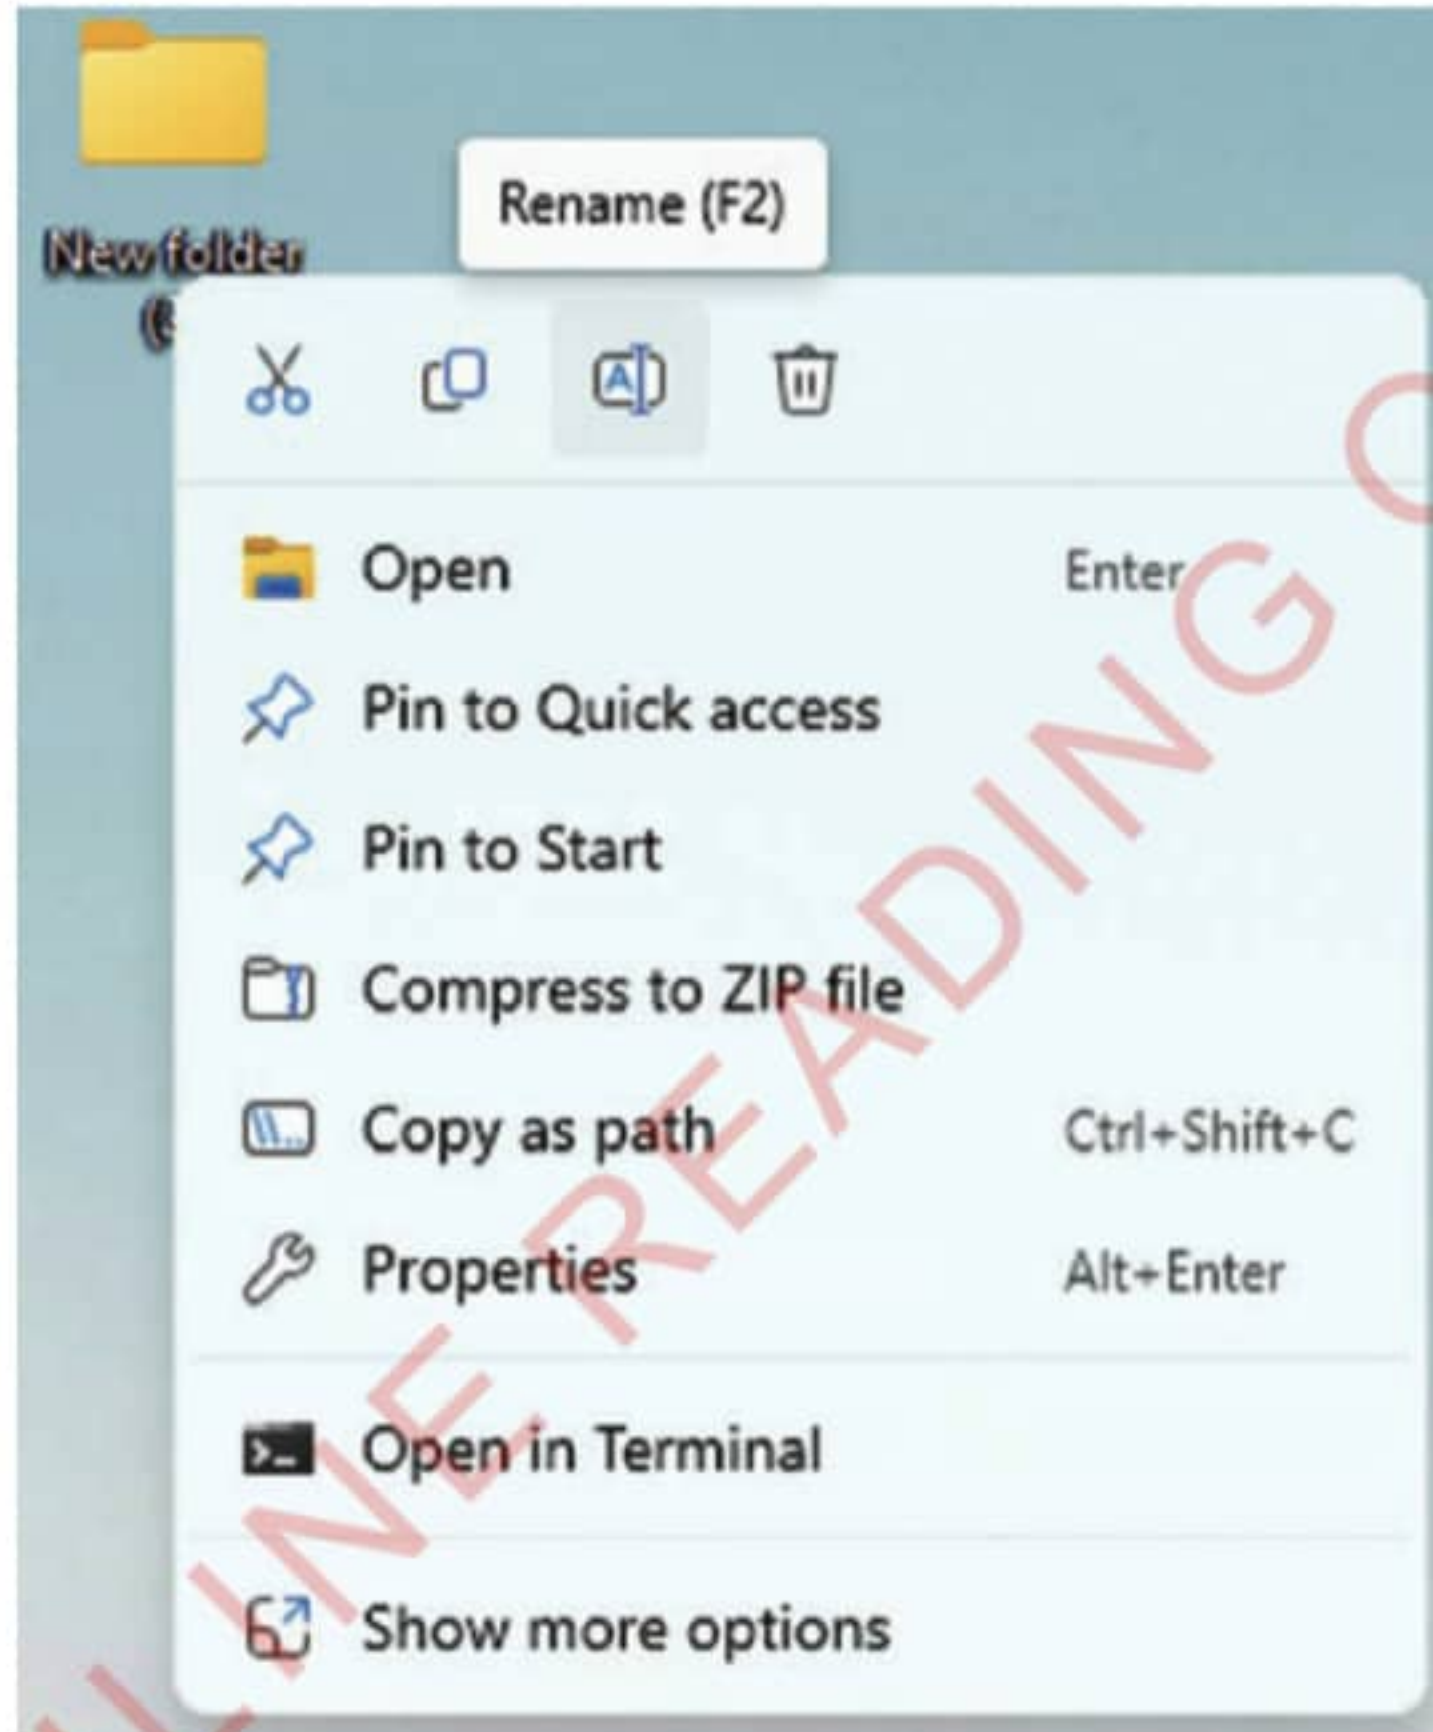 New folder
Rename (F2)
Open Enter
Pin to Quick access
Pin to Start
Compress to ZIP file
Copy as path Ctrl+Shift+C
Properties Alt+Enter
Open in Terminal
Show more options
READING